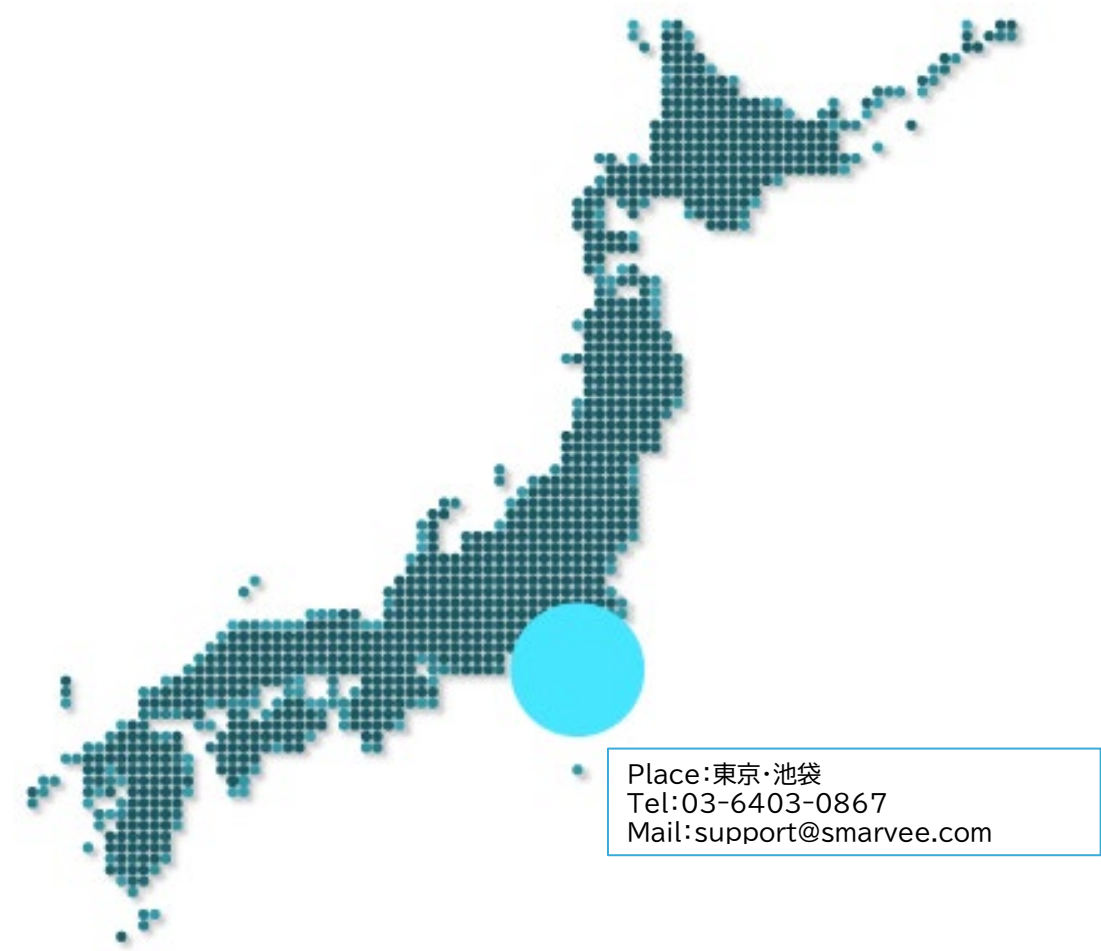 Place：東京・池袋
Tel：03-6403-0867
Mail：support@smarvee.com